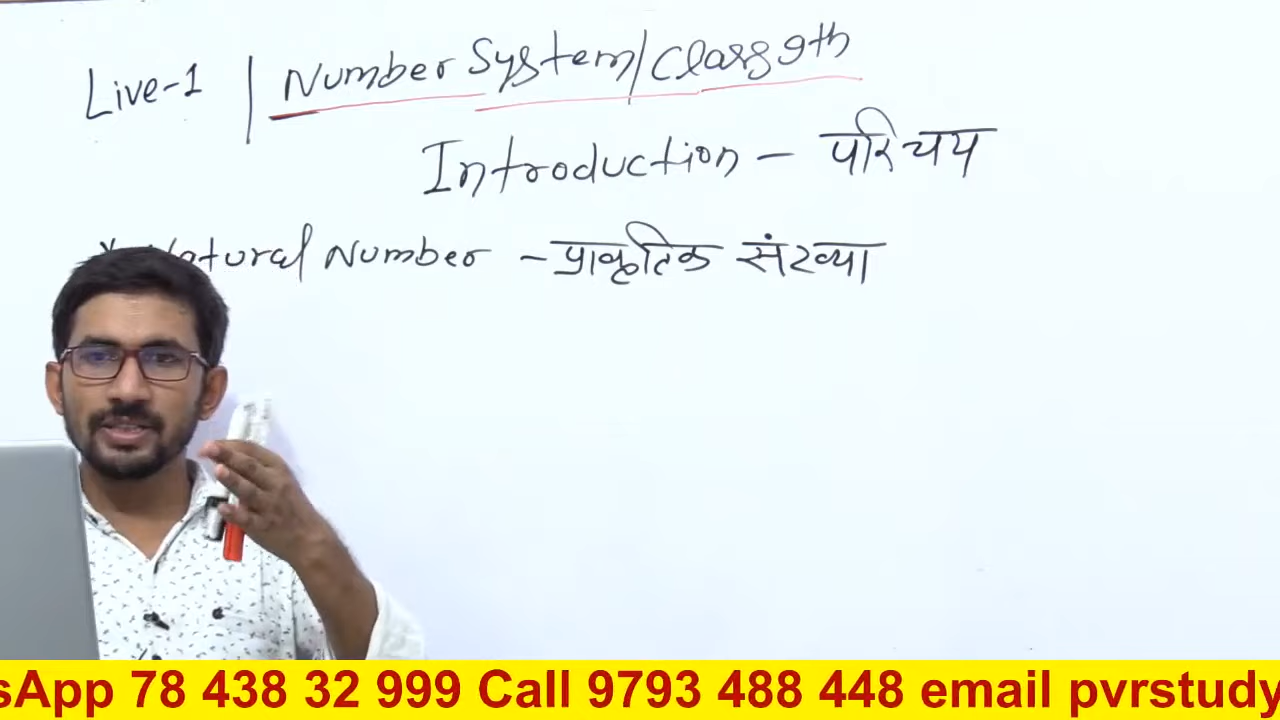 Live-1 | Number System/Class 9th
Introduction - परिचय
Natural Number - प्राकृतिक संख्या
sApp 78 438 32 999 Call 9793 488 448 email pvrstudy